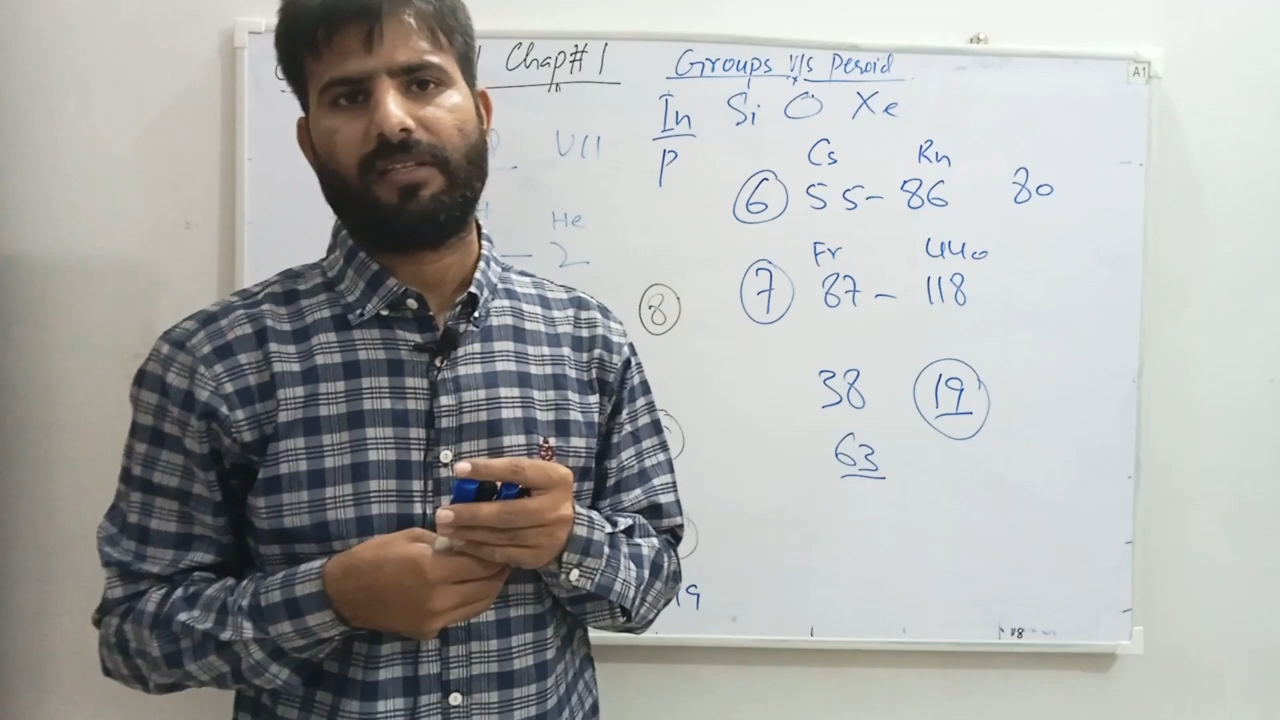 Chap# 1
Groups v/s Peroid
In Si O Xe
P
VII
Cs Rn
6 55- 86 80
He
- 2
Fr
7 87 - 118
8
38 19
63
19
A1